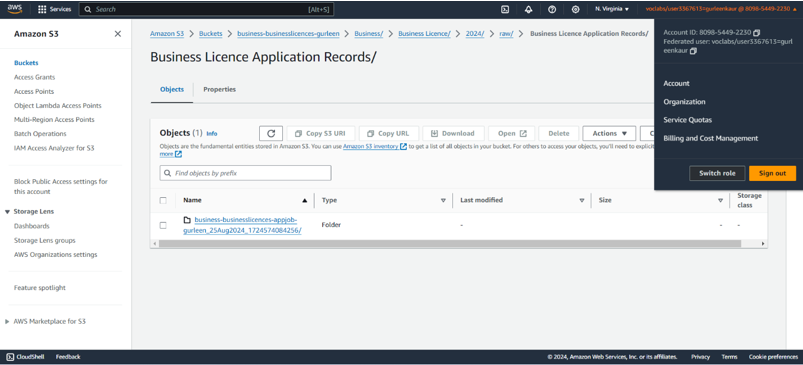 aws
Services
Search
[Alt+S]
N. Virginia
voclabs/user3367613=gurleenkaur @ 8098-5449-2230
Amazon S3
Buckets
Access Grants
Access Points
Object Lambda Access Points
Multi-Region Access Points
Batch Operations
IAM Access Analyzer for S3
Block Public Access settings for
this account
Storage Lens
Dashboards
Storage Lens groups
AWS Organizations settings
Feature spotlight
AWS Marketplace for S3
Amazon S3 > Buckets > business-businesslicences-gurleen > Business/ > Business Licence/ > 2024/ > raw/ > Business Licence Application Records/
Business Licence Application Records/
Objects
Properties
Objects (1) Info
Copy S3 URI
Copy URL
Download
Open
Delete
Actions
C
Objects are the fundamental entities stored in Amazon S3. You can use Amazon S3 inventory to get a list of all objects in your bucket. For others to access your objects, you'll need to explicit
more
Find objects by prefix
Name
Type
Last modified
Size
Storage
class
business-businesslicences-appjob-
gurleen_25Aug2024_1724574084256/
Folder
-
-
-
Account ID: 8098-5449-2230
Federated user: voclabs/user3367613=gurl
eenkaur
Account
Organization
Service Quotas
Billing and Cost Management
Switch role
Sign out
CloudShell
Feedback
© 2024, Amazon Web Services, Inc. or its affiliates.
Privacy
Terms
Cookie preferences